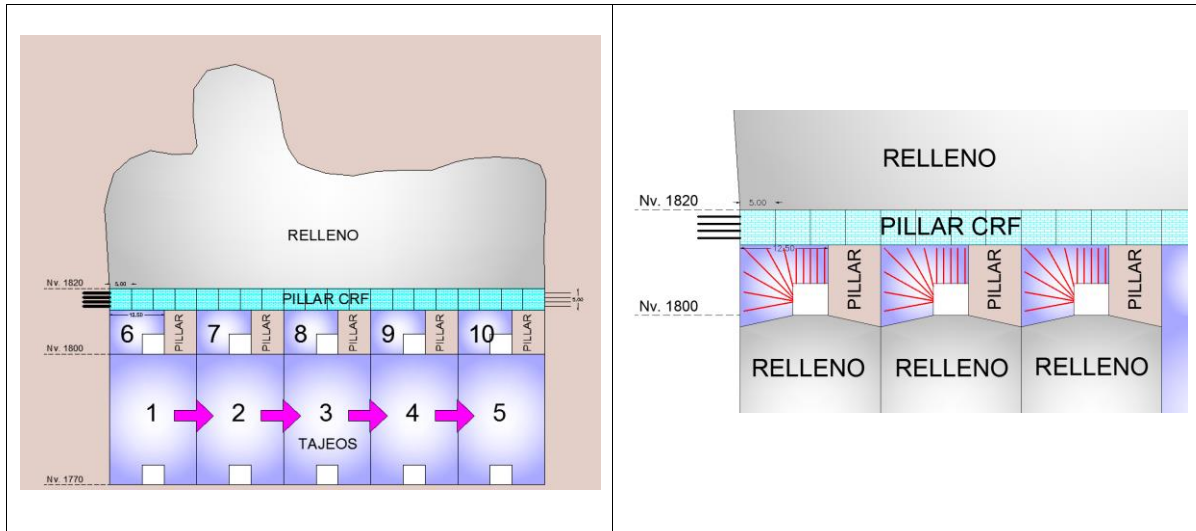 RELLENO
Nv. 1820
5.00
PILLAR CRF
5.00
12.50
6
PILLAR
7
PILLAR
8
PILLAR
9
PILLAR
10
PILLAR
Nv. 1800
1
2
3
4
5
TAJEOS
Nv. 1770
RELLENO
Nv. 1820
5.00
PILLAR CRF
12.50
PILLAR
PILLAR
PILLAR
Nv. 1800
RELLENO
RELLENO
RELLENO